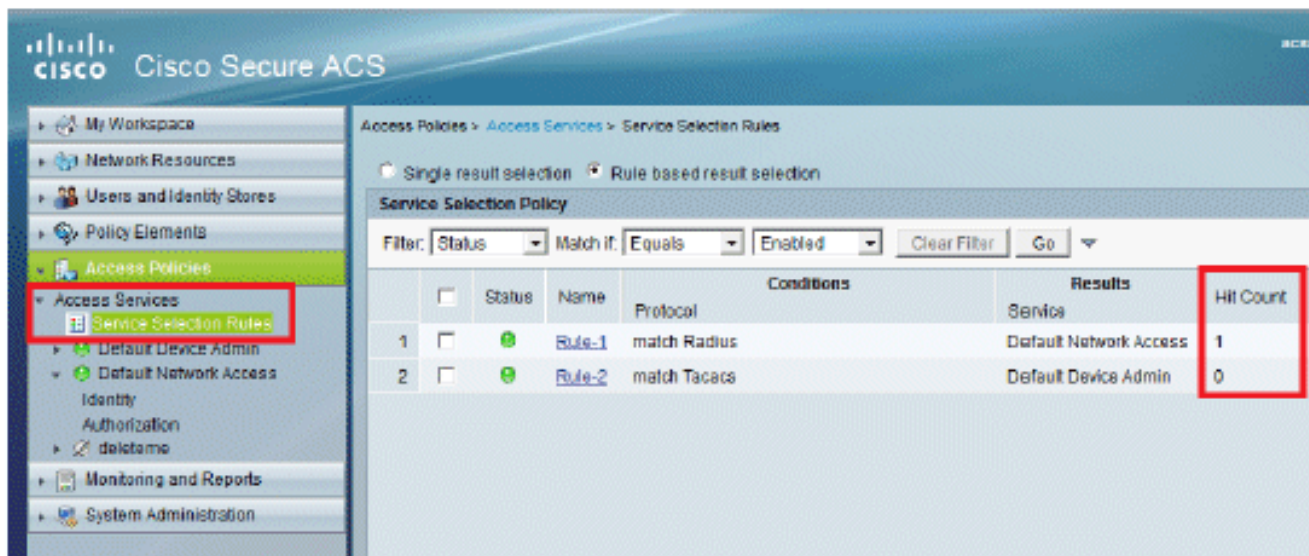 CISCO Cisco Secure ACS
acs
My Workspace
Network Resources
Users and Identity Stores
Policy Elements
Access Policies
Access Services
Service Selection Rules
Default Device Admin
Default Network Access
Identity
Authorization
deleteme
Monitoring and Reports
System Administration
Access Policies > Access Services > Service Selection Rules
Single result selection Rule based result selection
Service Selection Policy
Filter: Status Match if: Equals Enabled Clear Filter Go
Conditions Results
Status Name Protocol Service Hit Count
1 Rule-1 match Radius Default Network Access 1
2 Rule-2 match Tacacs Default Device Admin 0